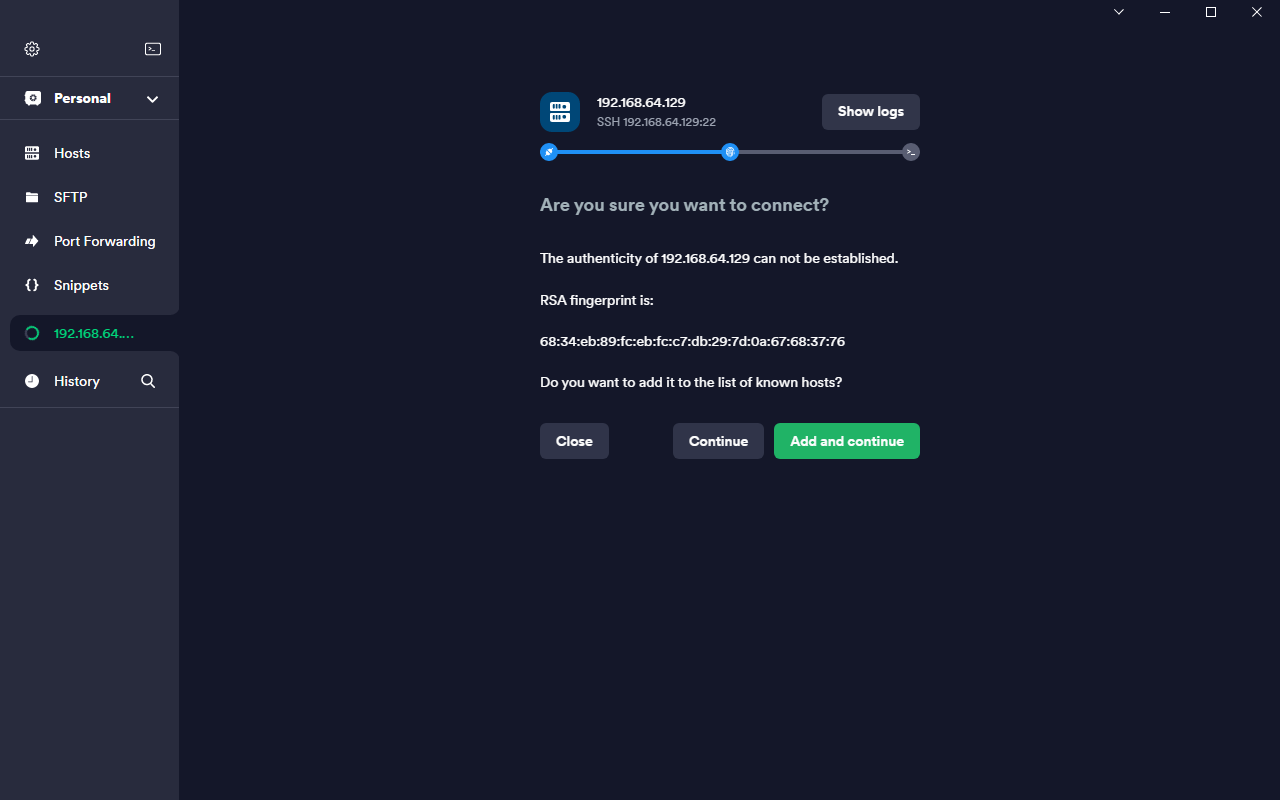 Personal
Hosts
SFTP
Port Forwarding
Snippets
192.168.64....
History
192.168.64.129
SSH 192.168.64.129:22
Show logs
Are you sure you want to connect?
The authenticity of 192.168.64.129 can not be established.
RSA fingerprint is:
68:34:eb:89:fc:eb:fc:c7:db:29:7d:0a:67:68:37:76
Do you want to add it to the list of known hosts?
Close
Continue
Add and continue